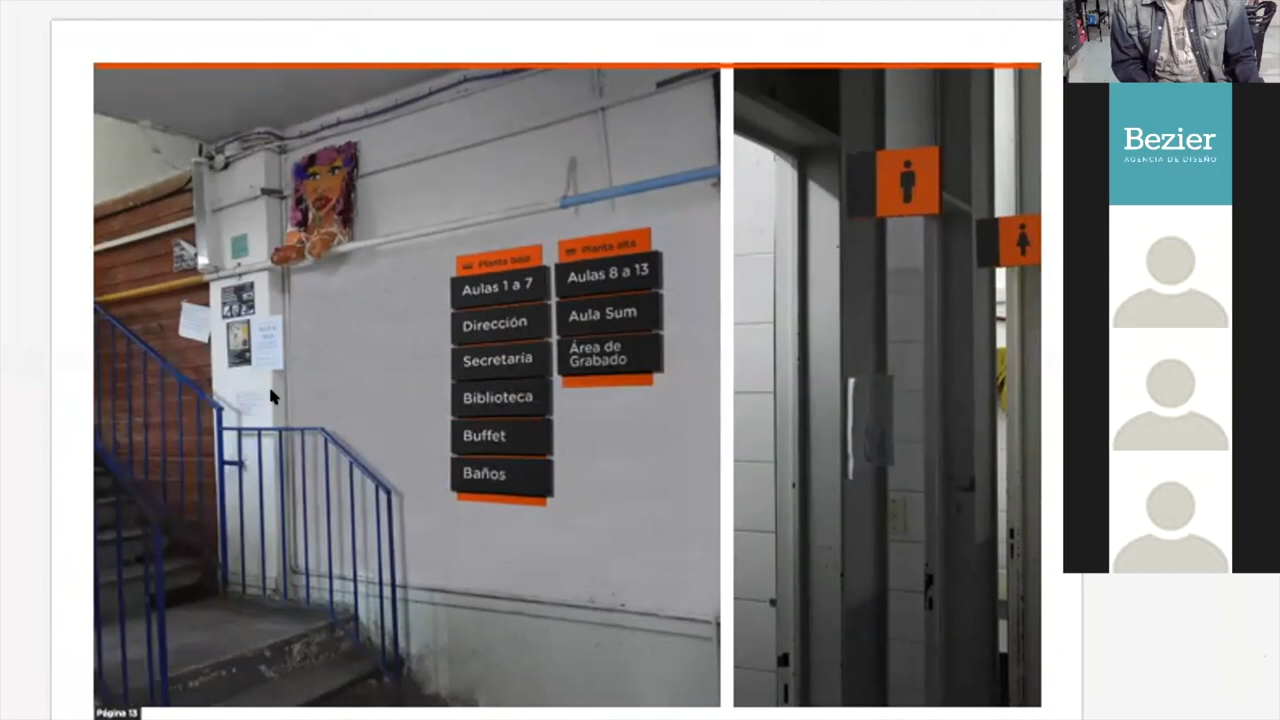 Planta baja
Aulas 1 a 7
Dirección
Secretaría
Biblioteca
Buffet
Baños
Planta alta
Aulas 8 a 13
Aula Sum
Área de
Grabado
Bezier
AGENCIA DE DISEÑO
Página 13